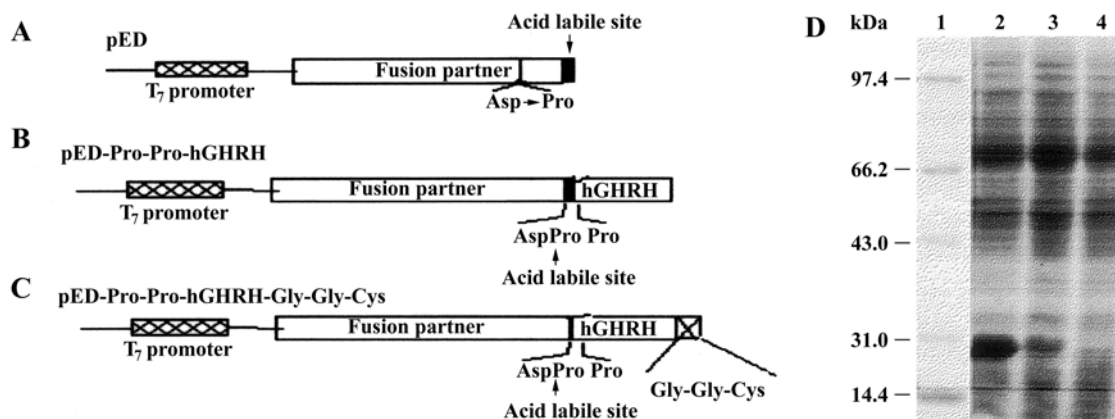 A
pED
Acid labile site
Fusion partner
T7 promoter
Asp → Pro
B
pED-Pro-Pro-hGHRH
Fusion partner
hGHRH
T7 promoter
AspPro Pro
Acid labile site
C
pED-Pro-Pro-hGHRH-Gly-Gly-Cys
Fusion partner
hGHRH
T7 promoter
AspPro Pro
Gly-Gly-Cys
Acid labile site
D kDa 1 2 3 4
97.4
66.2
43.0
31.0
14.4